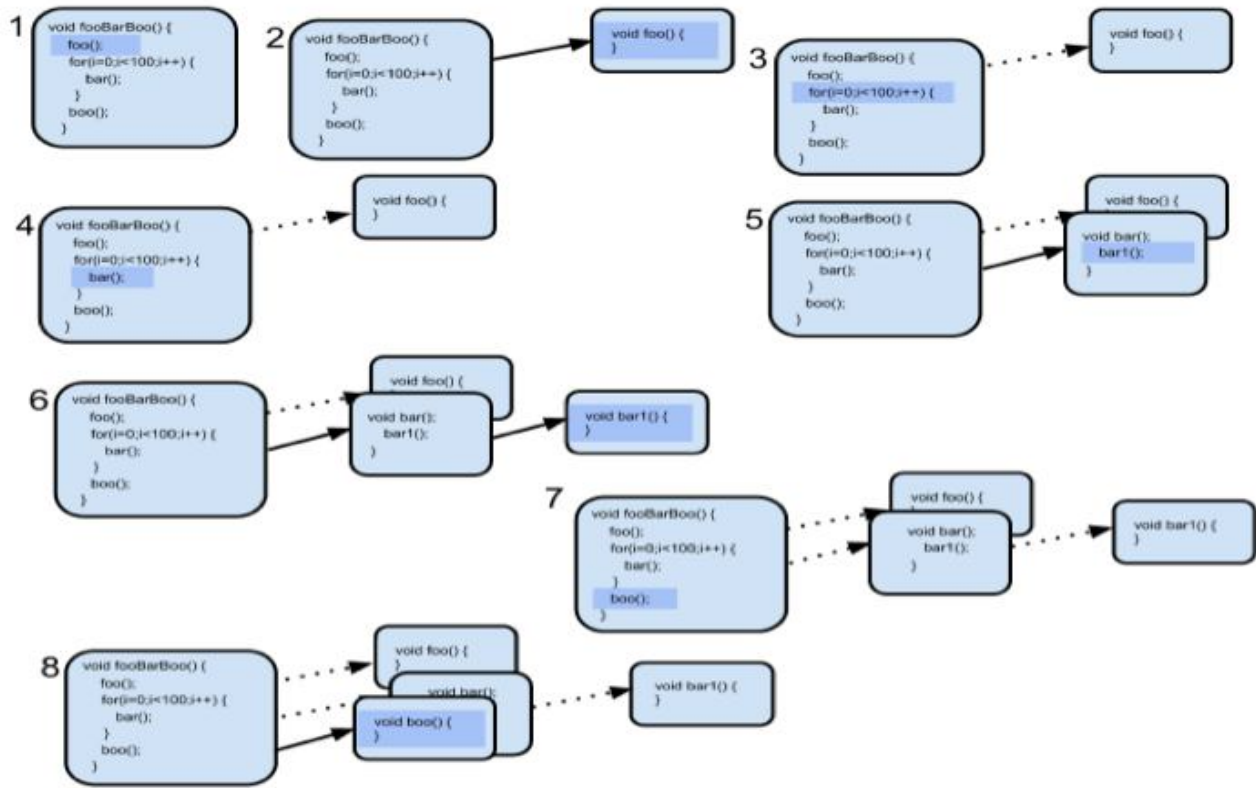 1
void fooBarBoo() {
foo();
for(i=0;i<100;i++) {
bar();
}
boo();
}
2
void fooBarBoo() {
foo();
for(i=0;i<100;i++) {
bar();
}
boo();
}
void foo() {
}
3
void fooBarBoo() {
foo();
for(i=0;i<100;i++) {
bar();
}
boo();
}
void foo() {
}
4
void fooBarBoo() {
foo();
for(i=0;i<100;i++) {
bar();
}
boo();
}
void foo() {
}
5
void fooBarBoo() {
foo();
for(i=0;i<100;i++) {
bar();
}
boo();
}
void foo() {
void bar();
bar1();
}
6
void fooBarBoo() {
foo();
for(i=0;i<100;i++) {
bar();
}
boo();
}
void foo() {
void bar();
bar1();
}
void bar1() {
}
7
void fooBarBoo() {
foo();
for(i=0;i<100;i++) {
bar();
}
boo();
}
void foo() {
void bar();
bar1();
}
void bar1() {
}
8
void fooBarBoo() {
foo();
for(i=0;i<100;i++) {
bar();
}
boo();
}
void foo() {
}
void bar();
void boo() {
}
void bar1() {
}